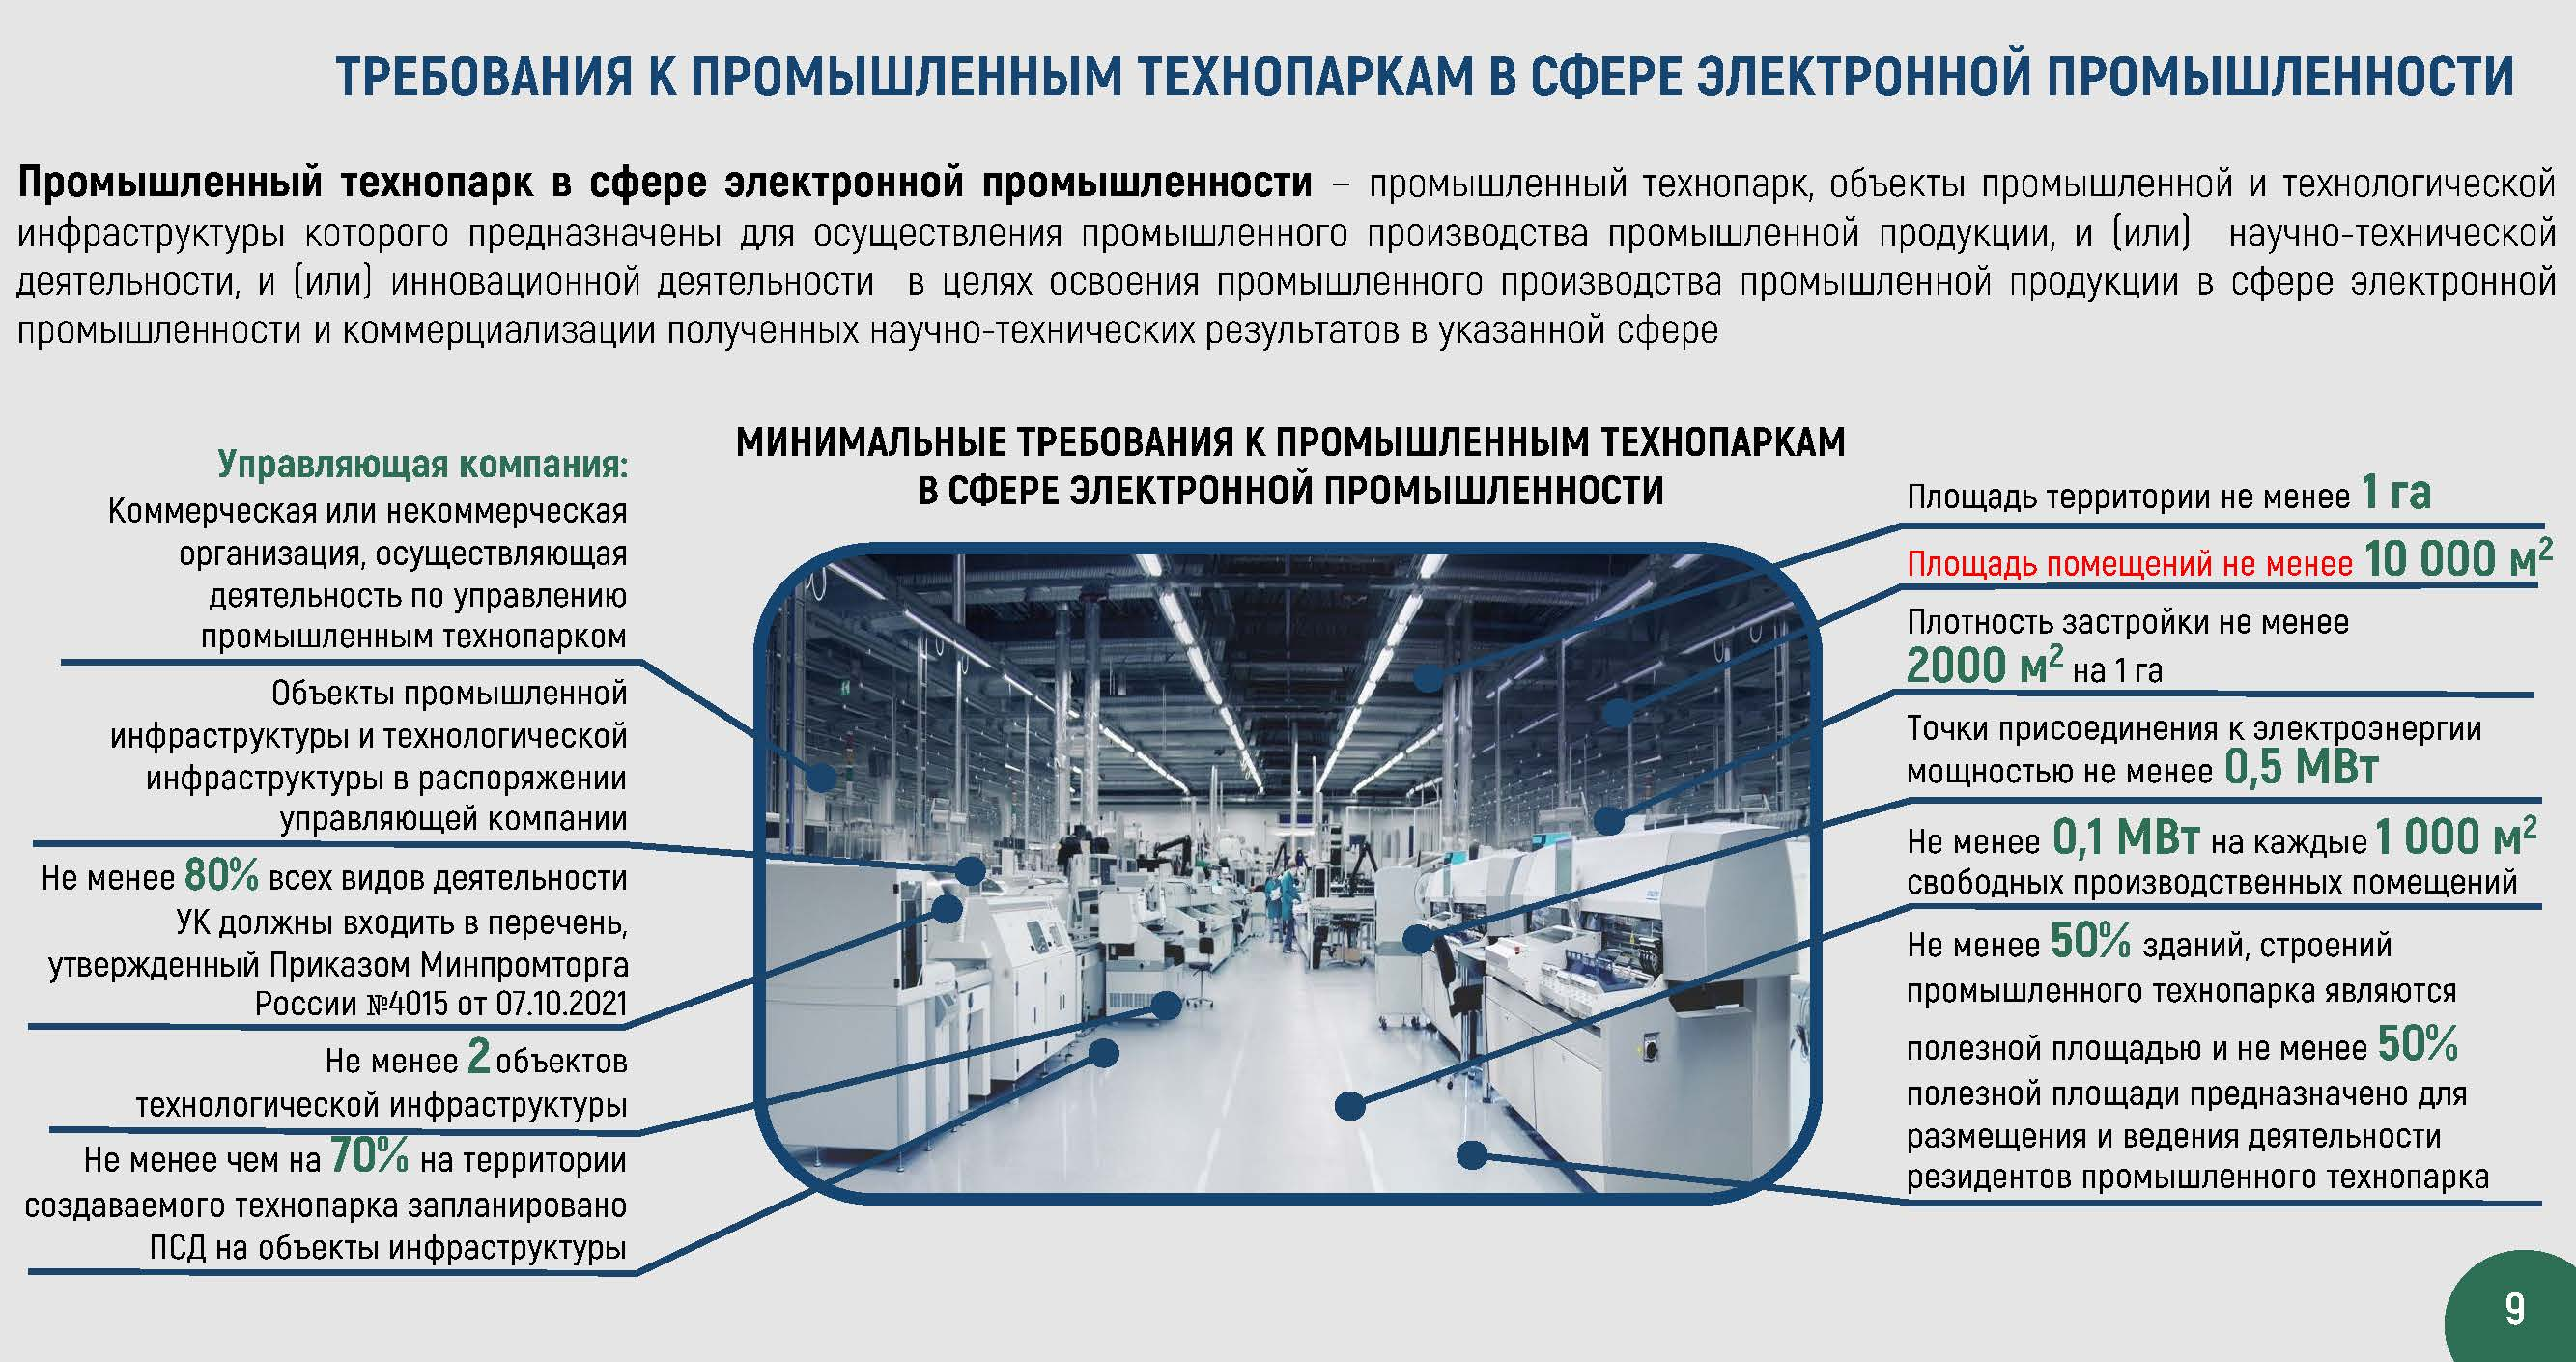 ТРЕБОВАНИЯ К ПРОМЫШЛЕННЫМ ТЕХНОПАРКАМ В СФЕРЕ ЭЛЕКТРОННОЙ ПРОМЫШЛЕННОСТИ
Промышленный технопарк в сфере электронной промышленности – промышленный технопарк, объекты промышленной и технологической
инфраструктуры которого предназначены для осуществления промышленного производства промышленной продукции, и (или) научно-технической
деятельности, и (или) инновационной деятельности в целях освоения промышленного производства промышленной продукции в сфере электронной
промышленности и коммерциализации полученных научно-технических результатов в указанной сфере
МИНИМАЛЬНЫЕ ТРЕБОВАНИЯ К ПРОМЫШЛЕННЫМ ТЕХНОПАРКАМ
В СФЕРЕ ЭЛЕКТРОННОЙ ПРОМЫШЛЕННОСТИ
Управляющая компания:
Коммерческая или некоммерческая
организация, осуществляющая
деятельность по управлению
промышленным технопарком
Объекты промышленной
инфраструктуры и технологической
инфраструктуры в распоряжении
управляющей компании
Не менее 80% всех видов деятельности
УК должны входить в перечень,
утвержденный Приказом Минпромторга
России №4015 от 07.10.2021
Не менее 2 объектов
технологической инфраструктуры
Не менее чем на 70% на территории
создаваемого технопарка запланировано
ПСД на объекты инфраструктуры
Площадь территории не менее 1 га
Площадь помещений не менее 10 000 м²
Плотность застройки не менее
2000 м² на 1 га
Точки присоединения к электроэнергии
мощностью не менее 0,5 МВт
Не менее 0,1 МВт на каждые 1 000 м²
свободных производственных помещений
Не менее 50% зданий, строений
промышленного технопарка являются
полезной площадью и не менее 50%
полезной площади предназначено для
размещения и ведения деятельности
резидентов промышленного технопарка
9